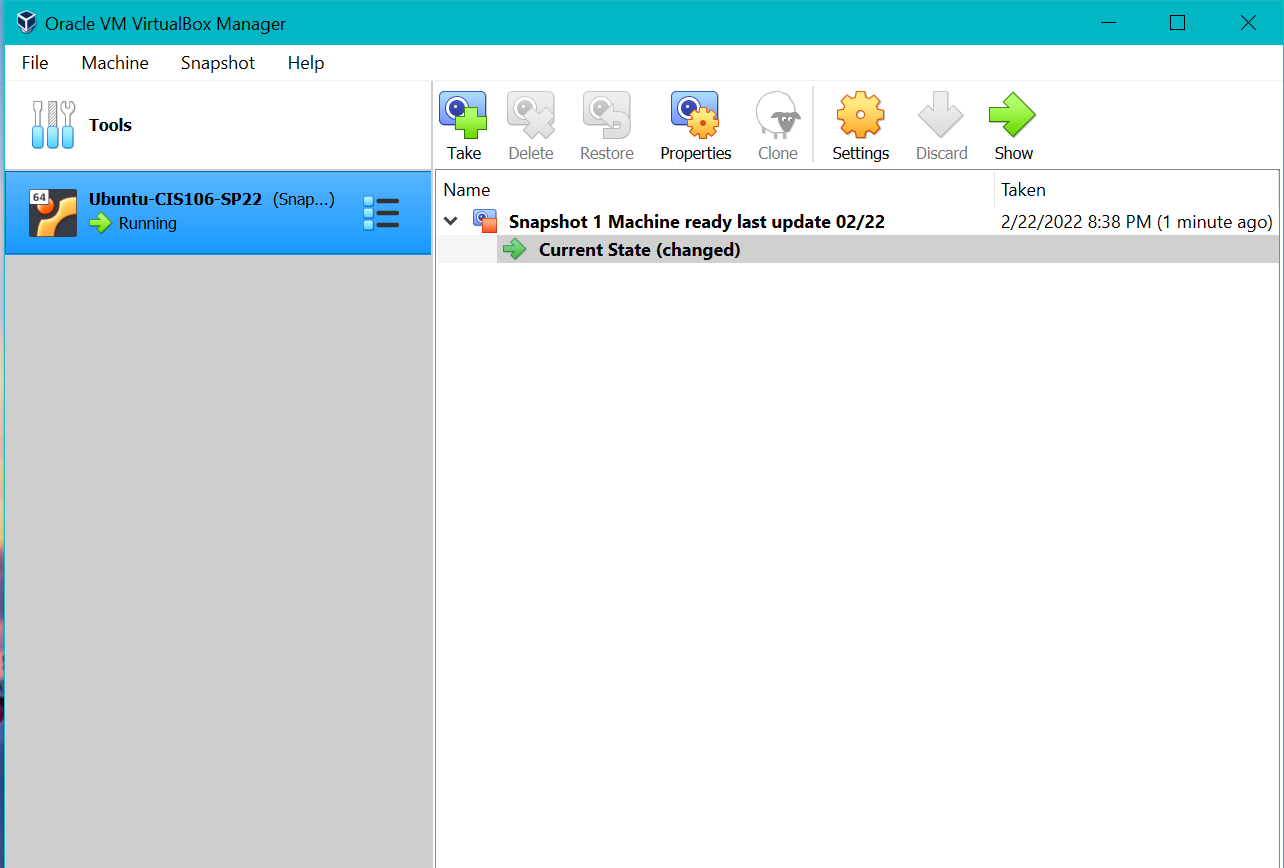 Oracle VM VirtualBox Manager
File Machine Snapshot Help
Tools
Take Delete Restore Properties Clone Settings Discard Show
64
Ubuntu-CIS106-SP22 (Snap...)
Running
Name Taken
Snapshot 1 Machine ready last update 02/22 2/22/2022 8:38 PM (1 minute ago)
Current State (changed)